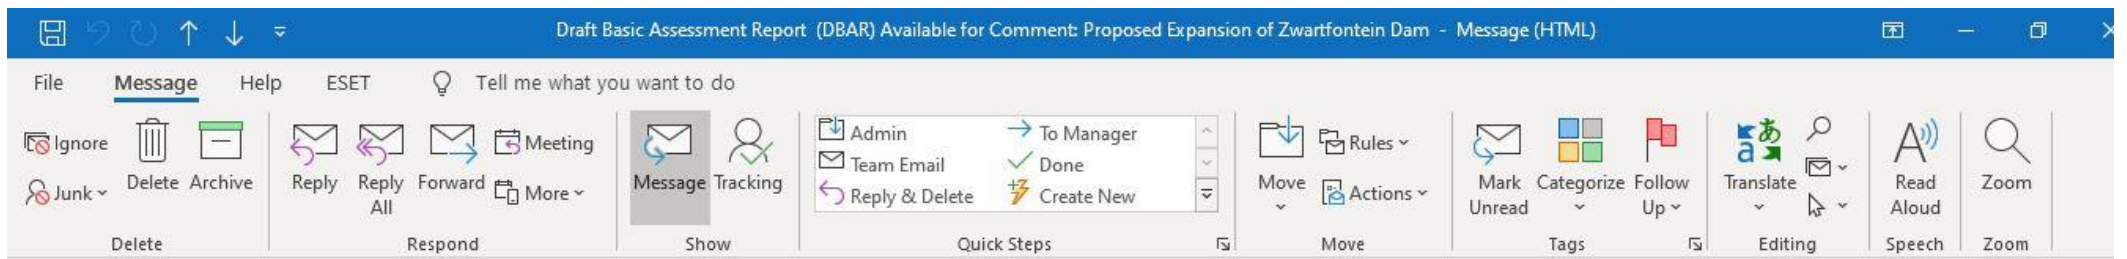 Draft Basic Assessment Report (DBAR) Available for Comment: Proposed Expansion of Zwartfontein Dam - Message (HTML)
File Message Help ESET Tell me what you want to do
Ignore
Junk
Delete
Archive
Delete
Reply
Reply All
Forward
Meeting
More
Respond
Message
Tracking
Show
Admin
Team Email
Reply & Delete
To Manager
Done
Create New
Quick Steps
Move
Rules
Actions
Move
Mark Unread
Categorize
Follow Up
Tags
あ
a
Translate
Editing
A
Read Aloud
Speech
Zoom
Zoom